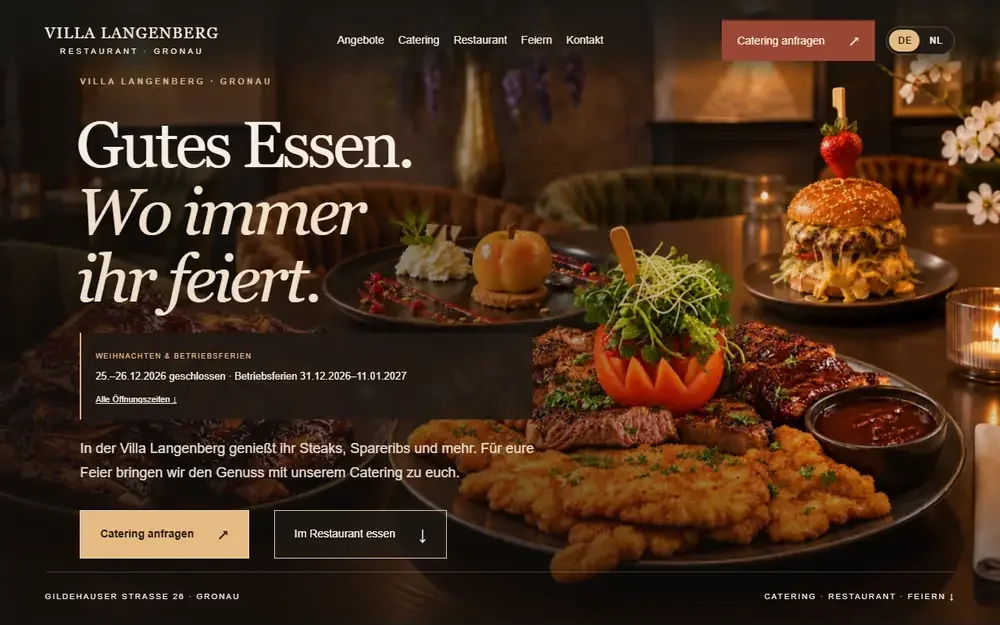 VILLA LANGENBERG
RESTAURANT · GRONAU
Angebote Catering Restaurant Feiern Kontakt
Catering anfragen ↗
DE NL
VILLA LANGENBERG · GRONAU
Gutes Essen.
Wo immer
ihr feiert.
WEIHNACHTEN & BETRIEBSFERIEN
25.–26.12.2026 geschlossen · Betriebsferien 31.12.2026–11.01.2027
Alle Öffnungszeiten ↓
In der Villa Langenberg genießt ihr Steaks, Spareribs und mehr. Für eure
Feier bringen wir den Genuss mit unserem Catering zu euch.
Catering anfragen ↗
Im Restaurant essen ↓
GILDEHAUSER STRASSE 26 · GRONAU
CATERING · RESTAURANT · FEIERN ↓